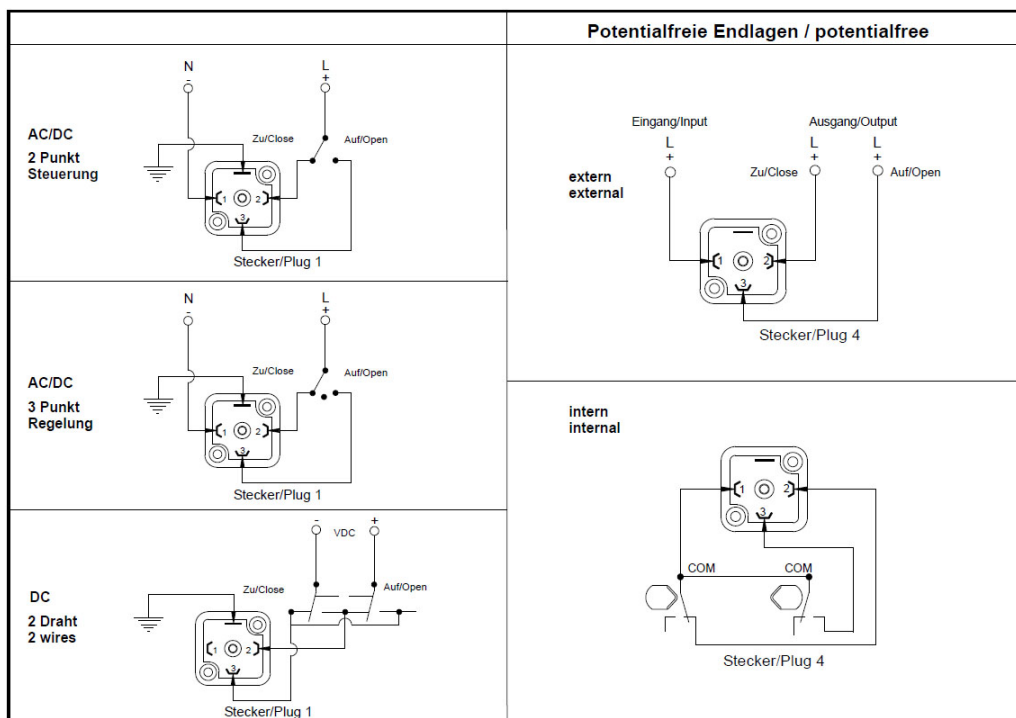 Potentialfreie Endlagen / potentialfree
N
-
L
+
AC/DC
2 Punkt
Steuerung
Zu/Close
Auf/Open
1
2
3
Stecker/Plug 1
N
-
L
+
AC/DC
3 Punkt
Regelung
Zu/Close
Auf/Open
1
2
3
Stecker/Plug 1
-
+
VDC
DC
2 Draht
2 wires
Zu/Close
Auf/Open
1
2
3
Stecker/Plug 1
Eingang/Input
Ausgang/Output
L
+
L
+
L
+
extern
external
Zu/Close
Auf/Open
1
2
3
Stecker/Plug 4
intern
internal
1
2
3
COM
COM
Stecker/Plug 4